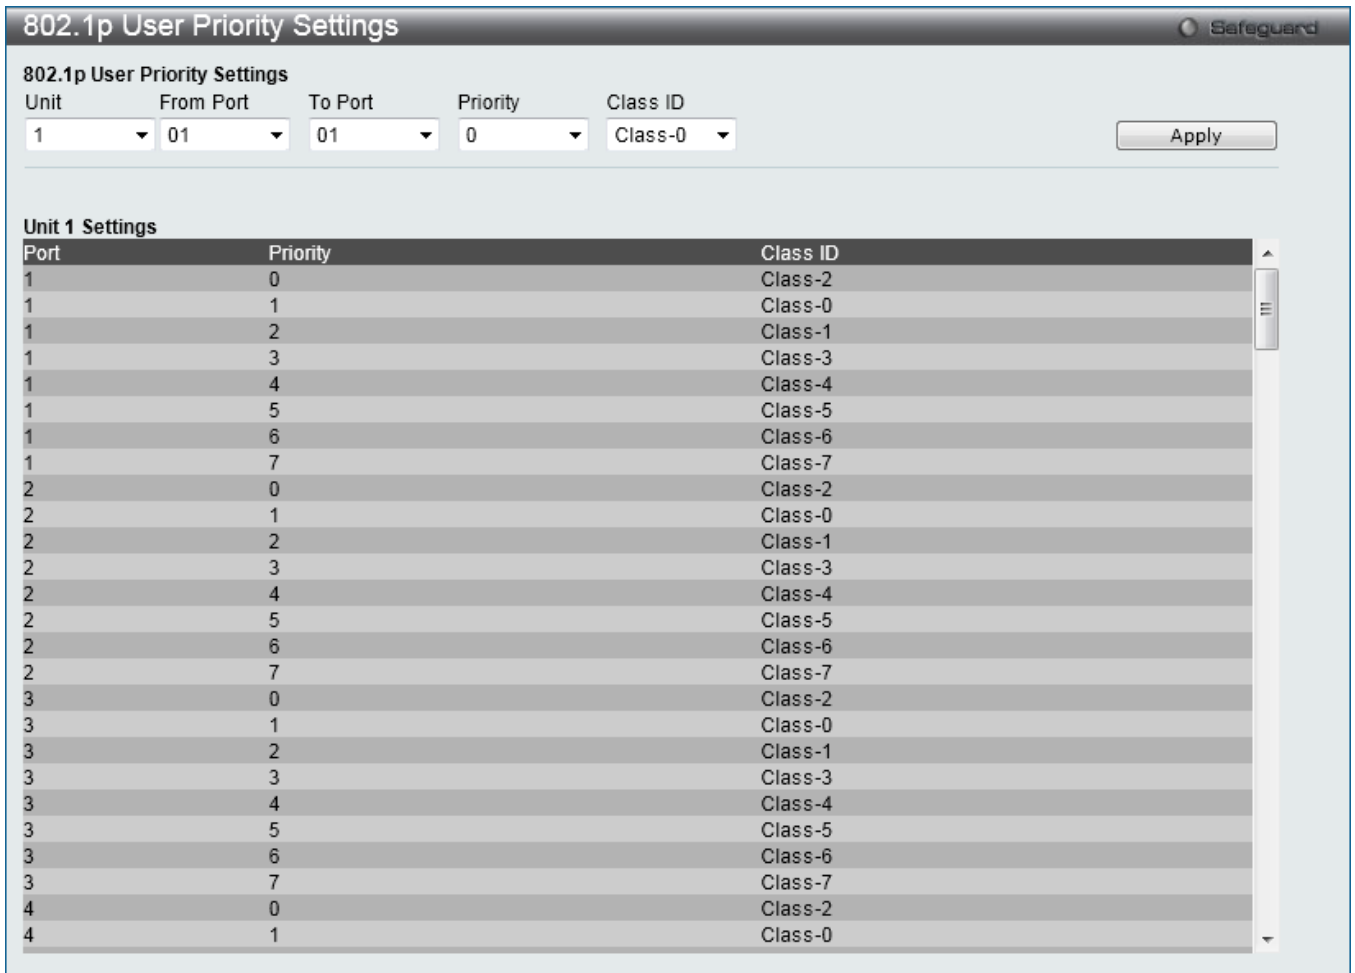 802.1p User Priority Settings
Safeguard
802.1p User Priority Settings
Unit From Port To Port Priority Class ID
1 01 01 0 Class-0 Apply
Unit 1 Settings
Port Priority Class ID
1 0 Class-2
1 1 Class-0
1 2 Class-1
1 3 Class-3
1 4 Class-4
1 5 Class-5
1 6 Class-6
1 7 Class-7
2 0 Class-2
2 1 Class-0
2 2 Class-1
2 3 Class-3
2 4 Class-4
2 5 Class-5
2 6 Class-6
2 7 Class-7
3 0 Class-2
3 1 Class-0
3 2 Class-1
3 3 Class-3
3 4 Class-4
3 5 Class-5
3 6 Class-6
3 7 Class-7
4 0 Class-2
4 1 Class-0